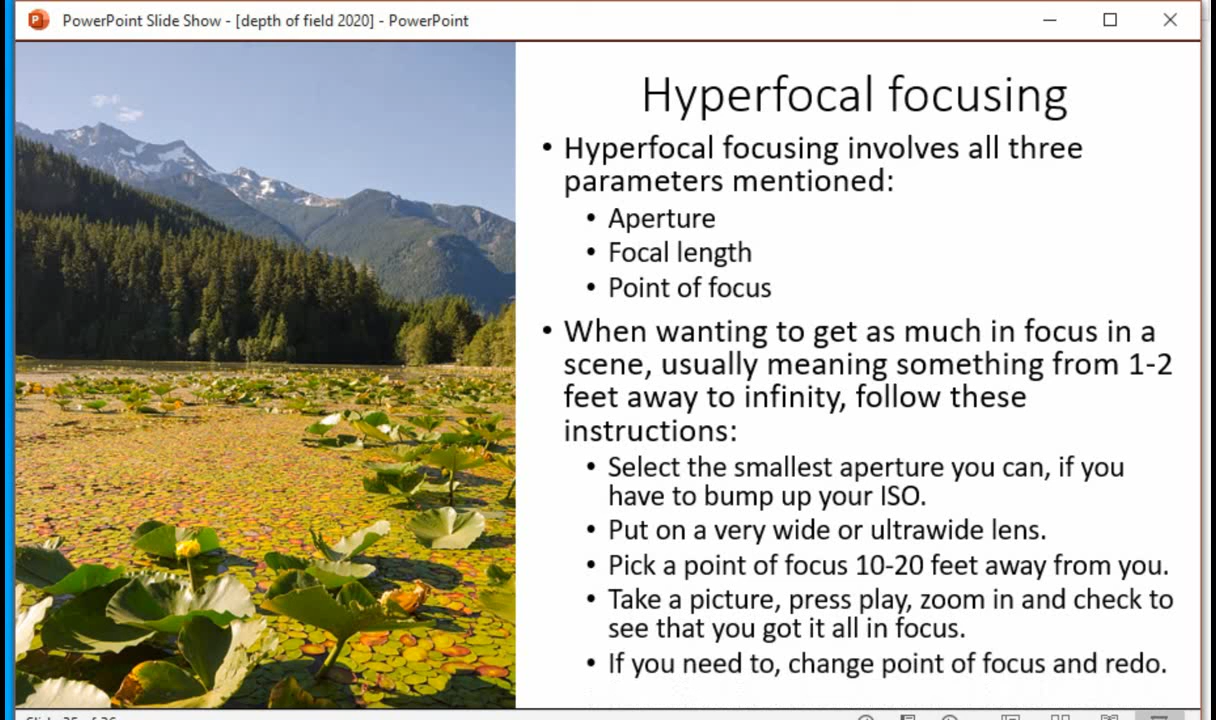 PowerPoint Slide Show - [depth of field 2020] - PowerPoint
Hyperfocal focusing
• Hyperfocal focusing involves all three
parameters mentioned:
• Aperture
• Focal length
• Point of focus
• When wanting to get as much in focus in a
scene, usually meaning something from 1-2
feet away to infinity, follow these
instructions:
• Select the smallest aperture you can, if you
have to bump up your ISO.
• Put on a very wide or ultrawide lens.
• Pick a point of focus 10-20 feet away from you.
• Take a picture, press play, zoom in and check to
see that you got it all in focus.
• If you need to, change point of focus and redo.